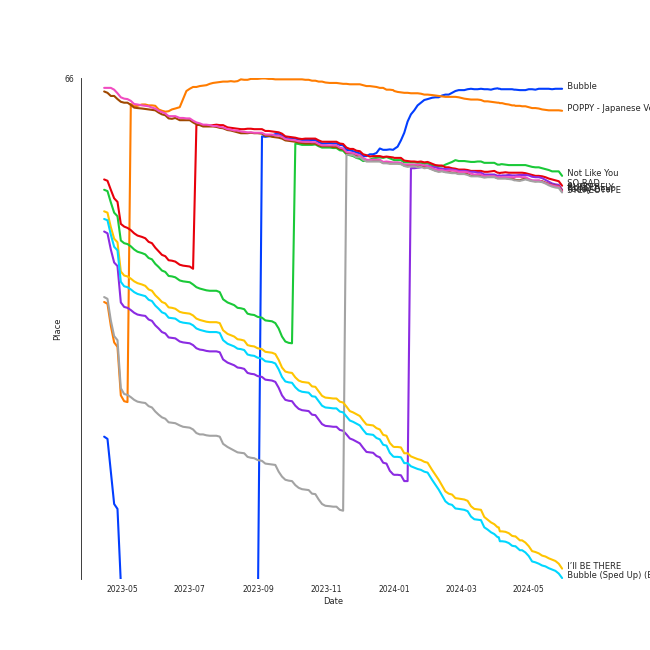 66
Place
Bubble
POPPY - Japanese Ve
Not Like You
SO BAD
I'll BE THERE
Bubble (Sped Up) (E
2023-05
2023-07
2023-09
2023-11
2024-01
2024-03
2024-05
Date